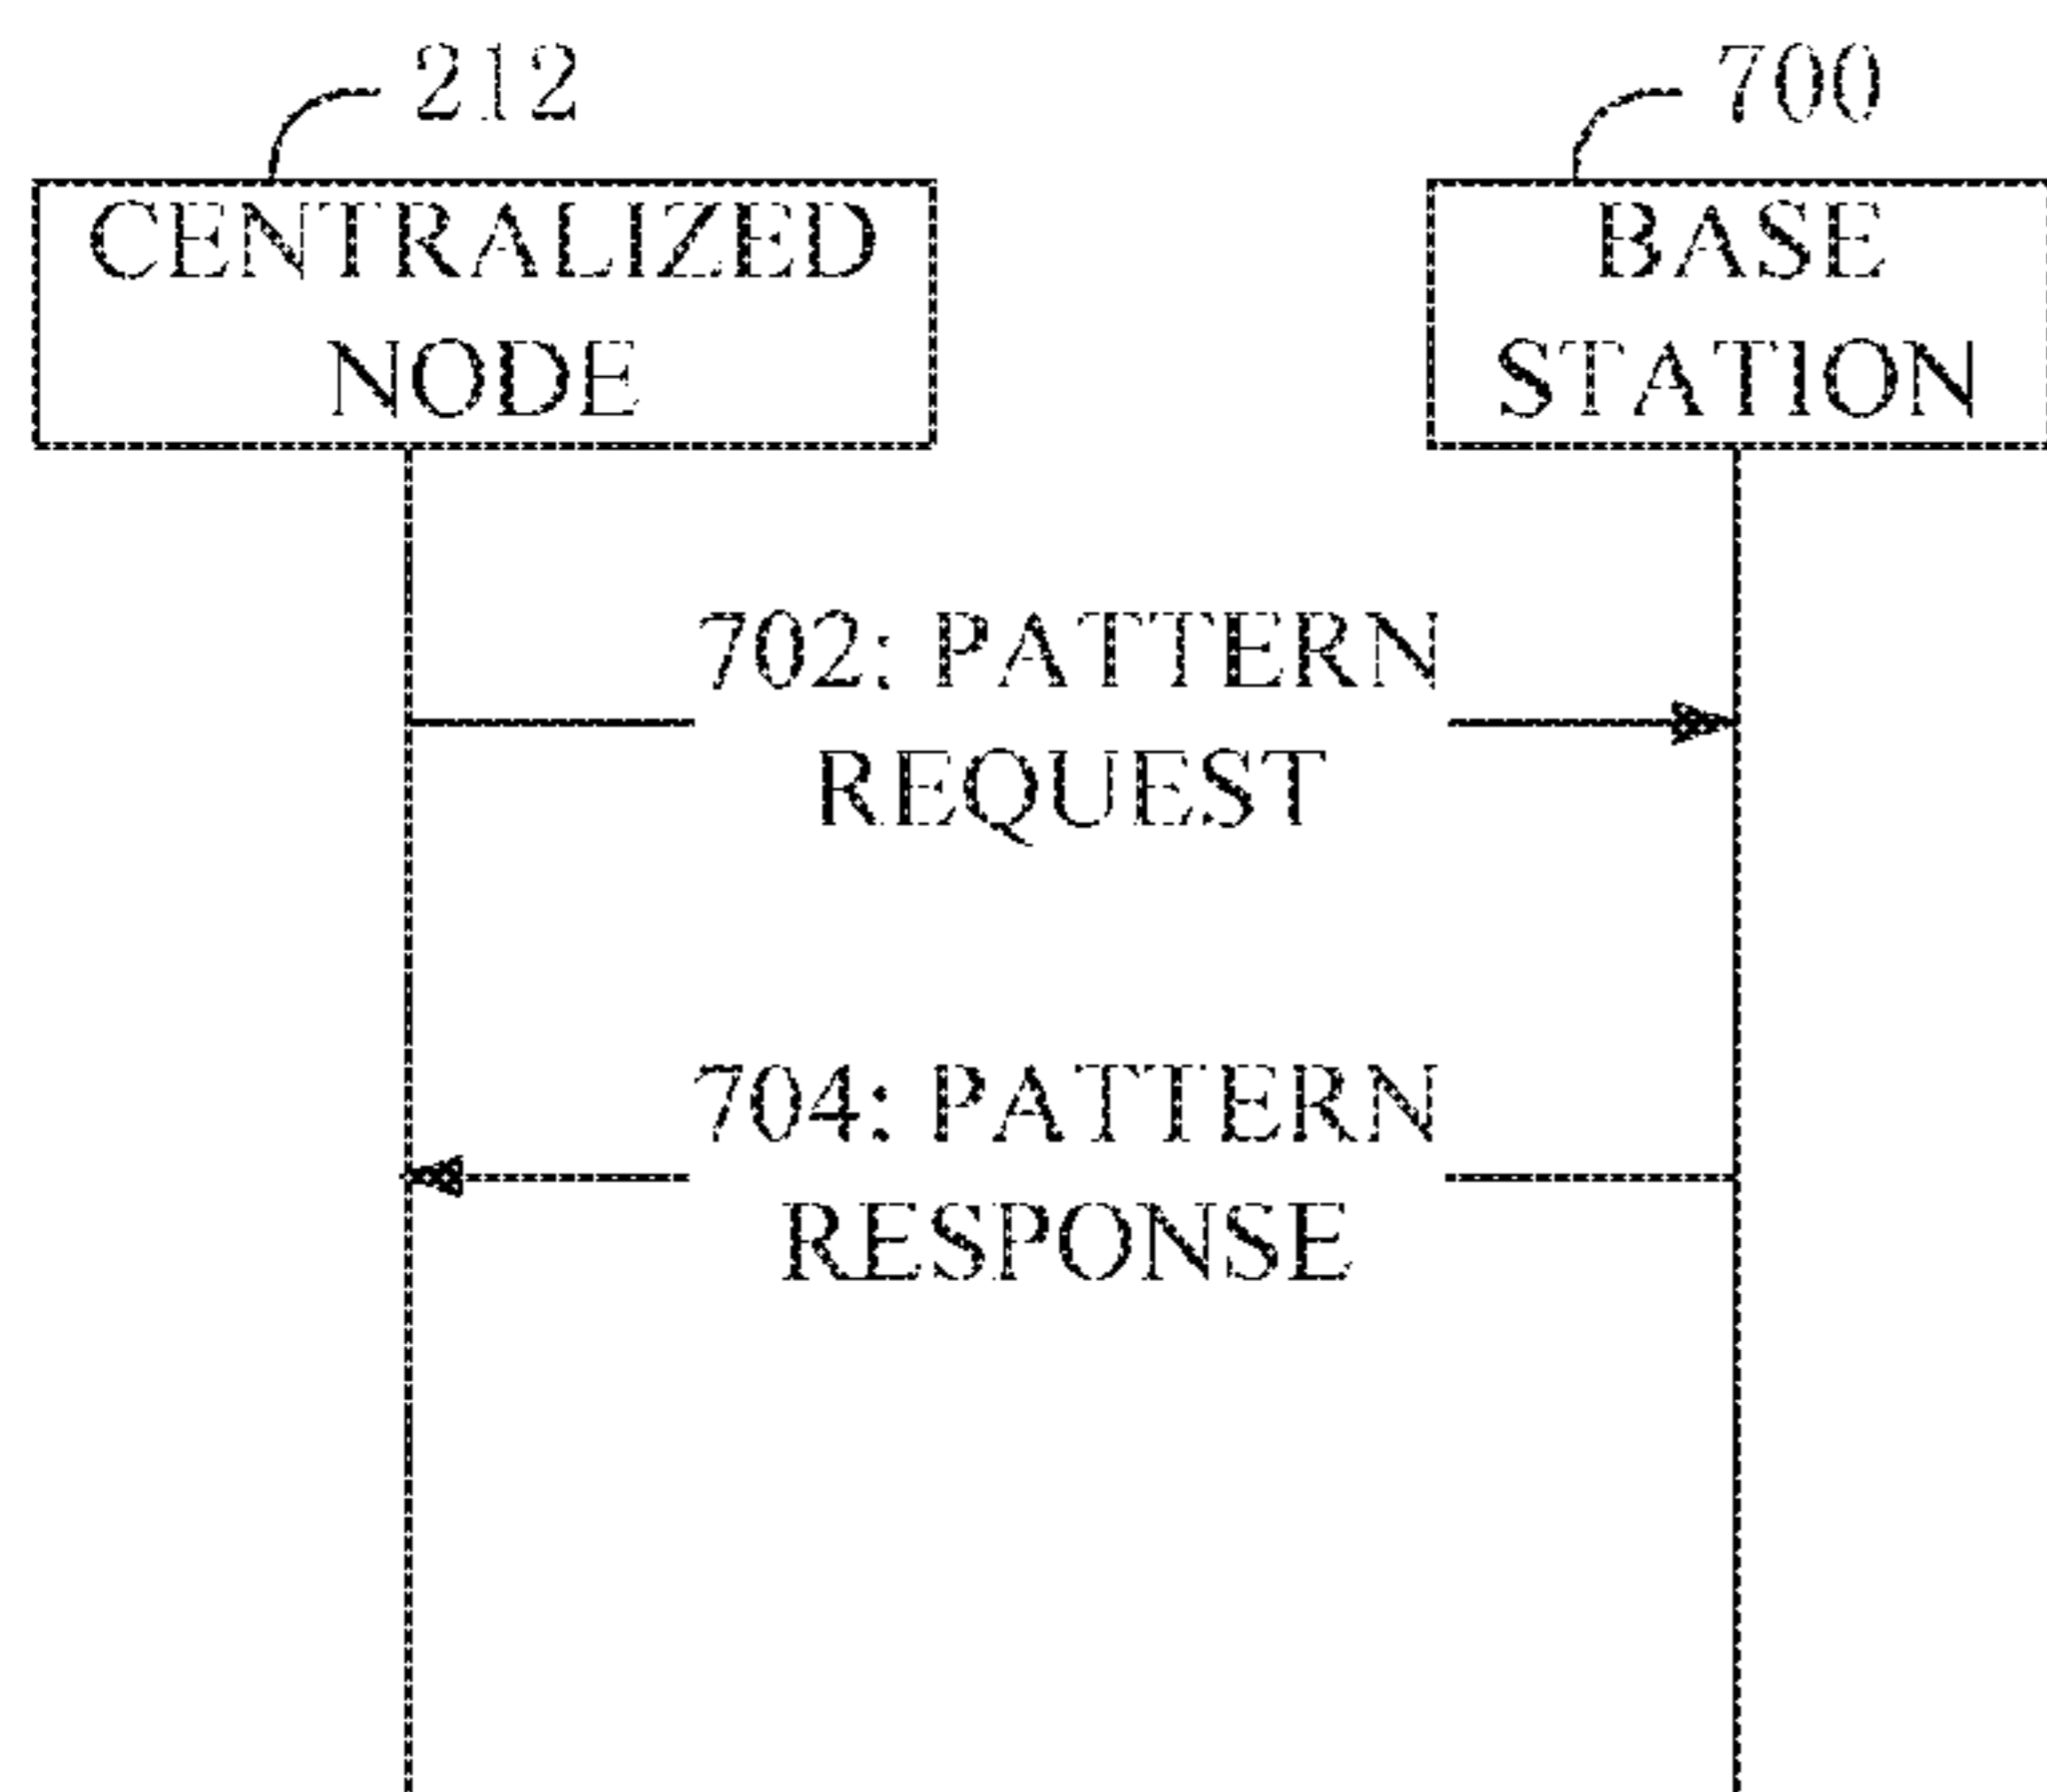 212
700
CENTRALIZED
NODE
BASE
STATION
702: PATTERN
REQUEST
704: PATTERN
RESPONSE